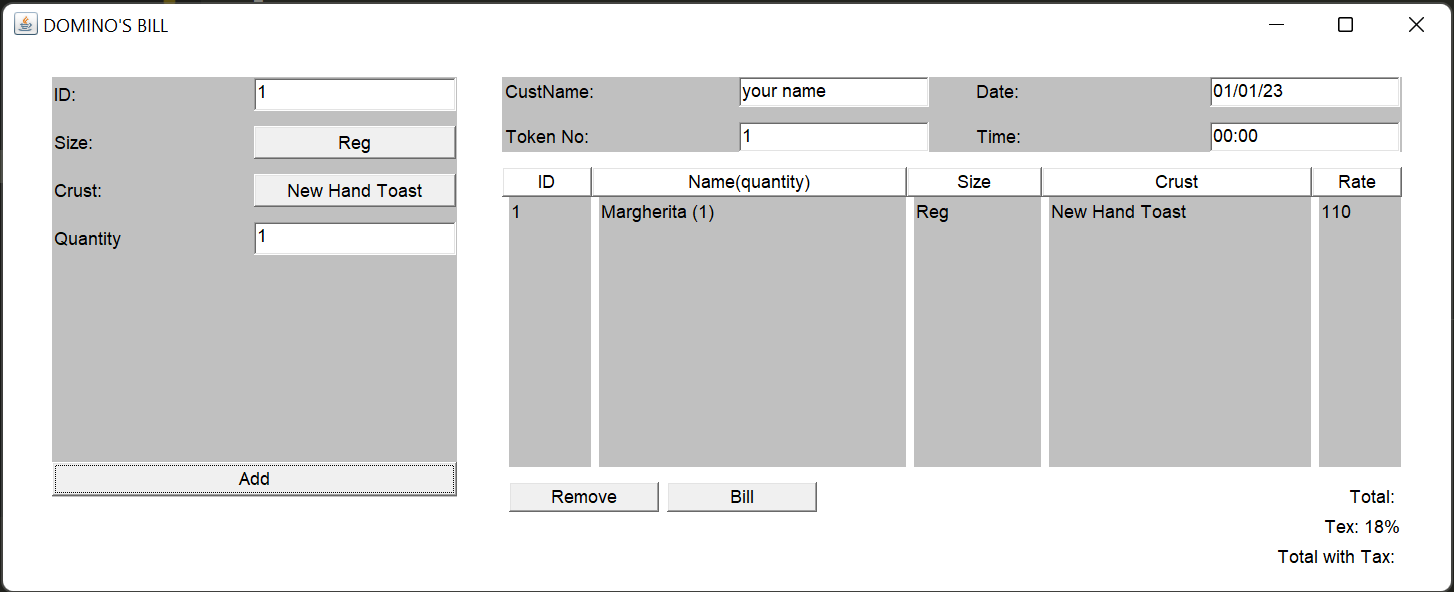 DOMINO'S BILL
ID: 1
Size: Reg
Crust: New Hand Toast
Quantity 1
Add
CustName: your name Date: 01/01/23
Token No: 1 Time: 00:00
ID Name(quantity) Size Crust Rate
1 Margherita (1) Reg New Hand Toast 110
Remove Bill
Total:
Tex: 18%
Total with Tax: